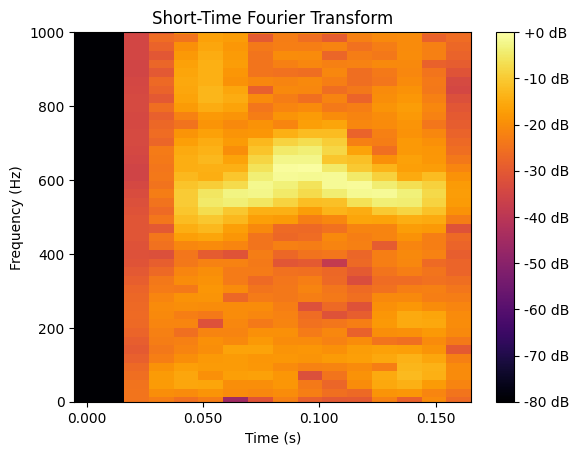 Short-Time Fourier Transform
1000
800
600
400
200
0
Frequency (Hz)
0.000
0.050
0.100
0.150
Time (s)
+0 dB
-10 dB
-20 dB
-30 dB
-40 dB
-50 dB
-60 dB
-70 dB
-80 dB